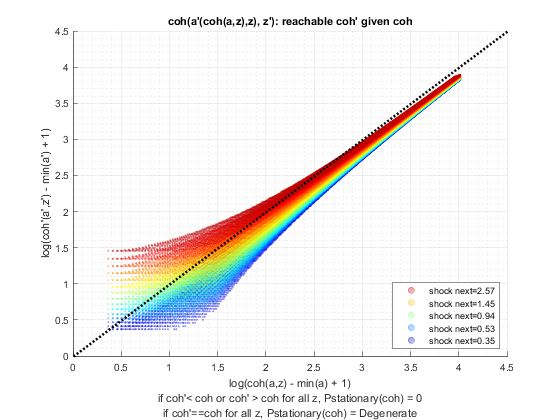 coh(a'(coh(a,z),z), z'): reachable coh' given coh
log(coh'(a',z') - min(a') + 1)
4.5
4
3.5
3
2.5
2
1.5
1
0.5
0
shock next=2.57
shock next=1.45
shock next=0.94
shock next=0.53
shock next=0.35
0 0.5 1 1.5 2 2.5 3 3.5 4 4.5
log(coh(a,z) - min(a) + 1)
if coh'< coh or coh' > coh for all z, Pstationary(coh) = 0
if coh'==coh for all z, Pstationary(coh) = Degenerate